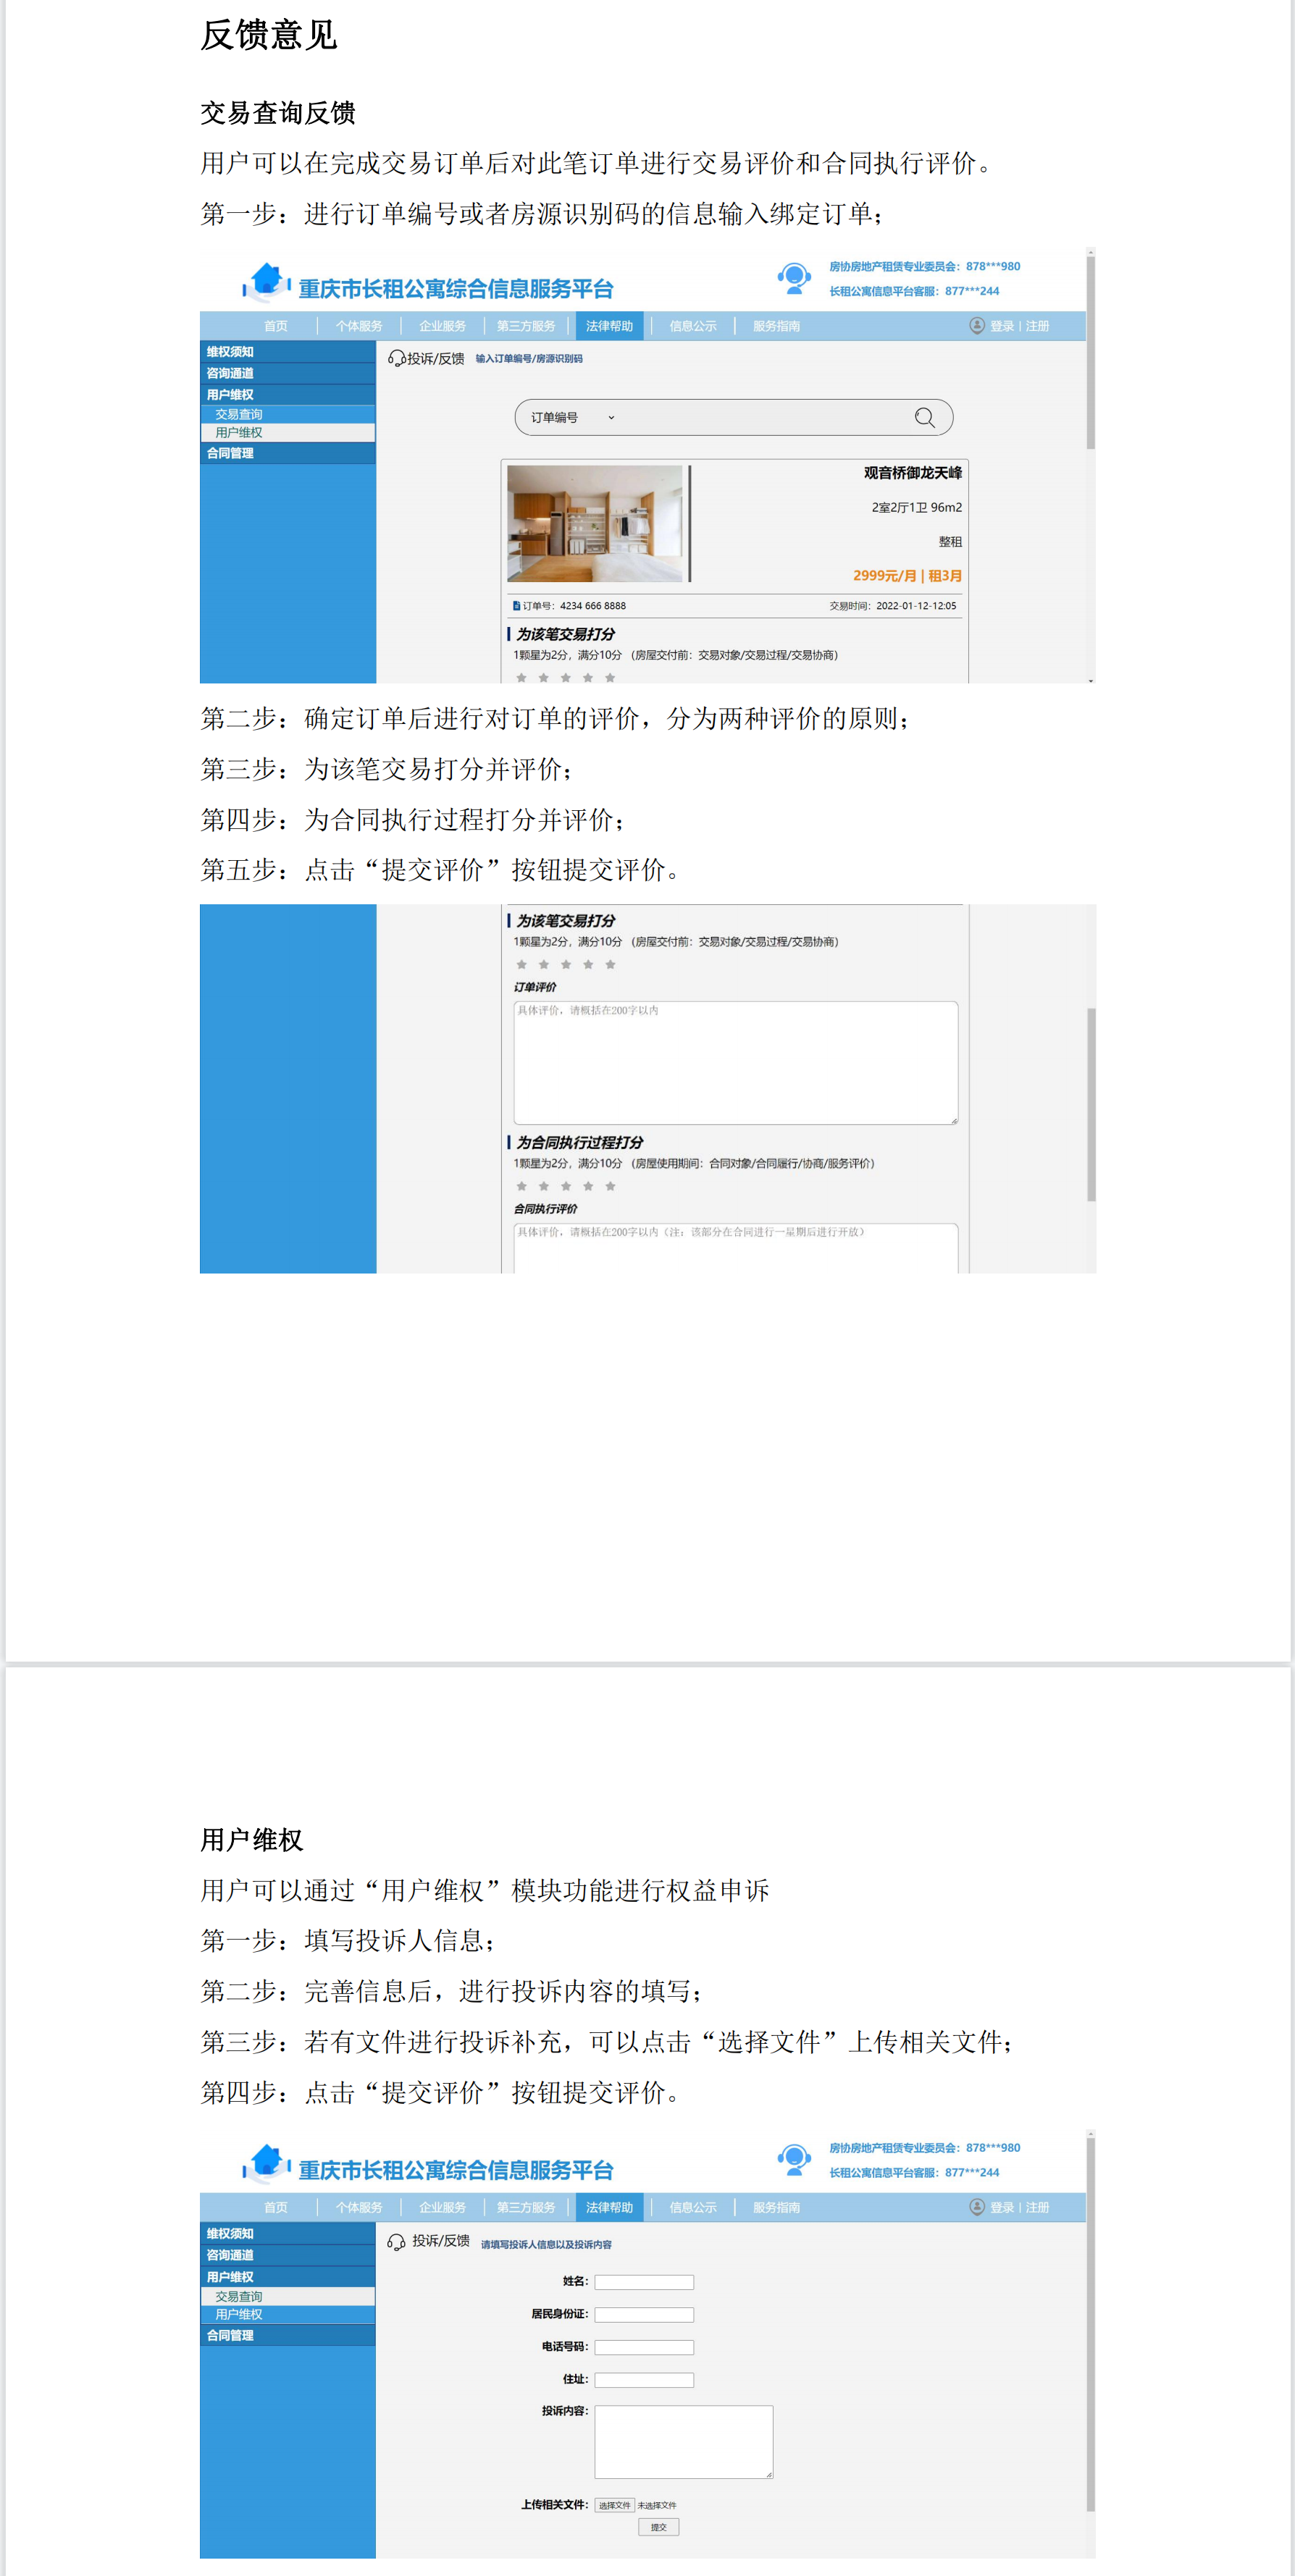 反馈意见
交易查询反馈
用户可以在完成交易订单后对此笔订单进行交易评价和合同执行评价。
第一步：进行订单编号或者房源识别码的信息输入绑定订单；
重庆市长租公寓综合信息服务平台
房协房地产租赁专业委员会：878***980
长租公寓信息平台客服：877***244
首页 个体服务 企业服务 第三方服务 法律帮助 信息公示 服务指南 登录 | 注册
维权须知
咨询通道
用户维权
交易查询
用户维权
合同管理
投诉/反馈 输入订单编号/房源识别码
订单编号
观音桥御龙天峰
2室2厅1卫 96m2
整租
2999元/月 | 租3月
订单号：4234 666 8888 交易时间：2022-01-12-12:05
为该笔交易打分
1颗星为2分，满分10分 （房屋交付前：交易对象/交易过程/交易协商）
第二步：确定订单后进行对订单的评价，分为两种评价的原则；
第三步：为该笔交易打分并评价；
第四步：为合同执行过程打分并评价；
第五步：点击“提交评价”按钮提交评价。
为该笔交易打分
1颗星为2分，满分10分 （房屋交付前：交易对象/交易过程/交易协商）
订单评价
具体评价，请概括在200字以内
为合同执行过程打分
1颗星为2分，满分10分 （房屋使用期间：合同对象/合同履行/协商/服务评价）
合同执行评价
具体评价，请概括在200字以内（注：该部分在合同进行一星期后进行开放）
用户维权
用户可以通过“用户维权”模块功能进行权益申诉
第一步：填写投诉人信息；
第二步：完善信息后，进行投诉内容的填写；
第三步：若有文件进行投诉补充，可以点击“选择文件”上传相关文件；
第四步：点击“提交评价”按钮提交评价。
重庆市长租公寓综合信息服务平台
房协房地产租赁专业委员会：878***980
长租公寓信息平台客服：877***244
首页 个体服务 企业服务 第三方服务 法律帮助 信息公示 服务指南 登录 | 注册
维权须知
咨询通道
用户维权
交易查询
用户维权
合同管理
投诉/反馈 请填写投诉人信息以及投诉内容
姓名：
居民身份证：
电话号码：
住址：
投诉内容：
上传相关文件： 选择文件 未选择文件
提交